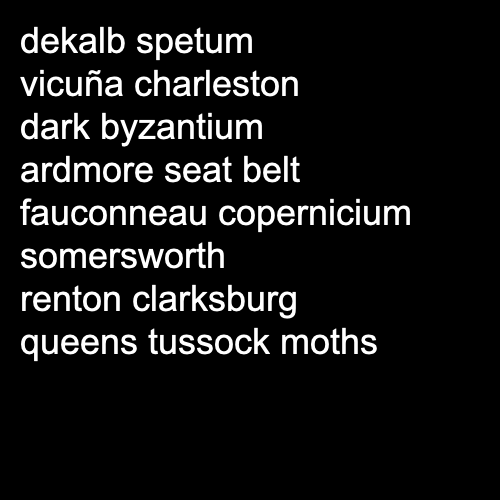 dekalb spetum
vicuña charleston
dark byzantium
ardmore seat belt
fauconneau copernicium
somersworth
renton clarksburg
queens tussock moths